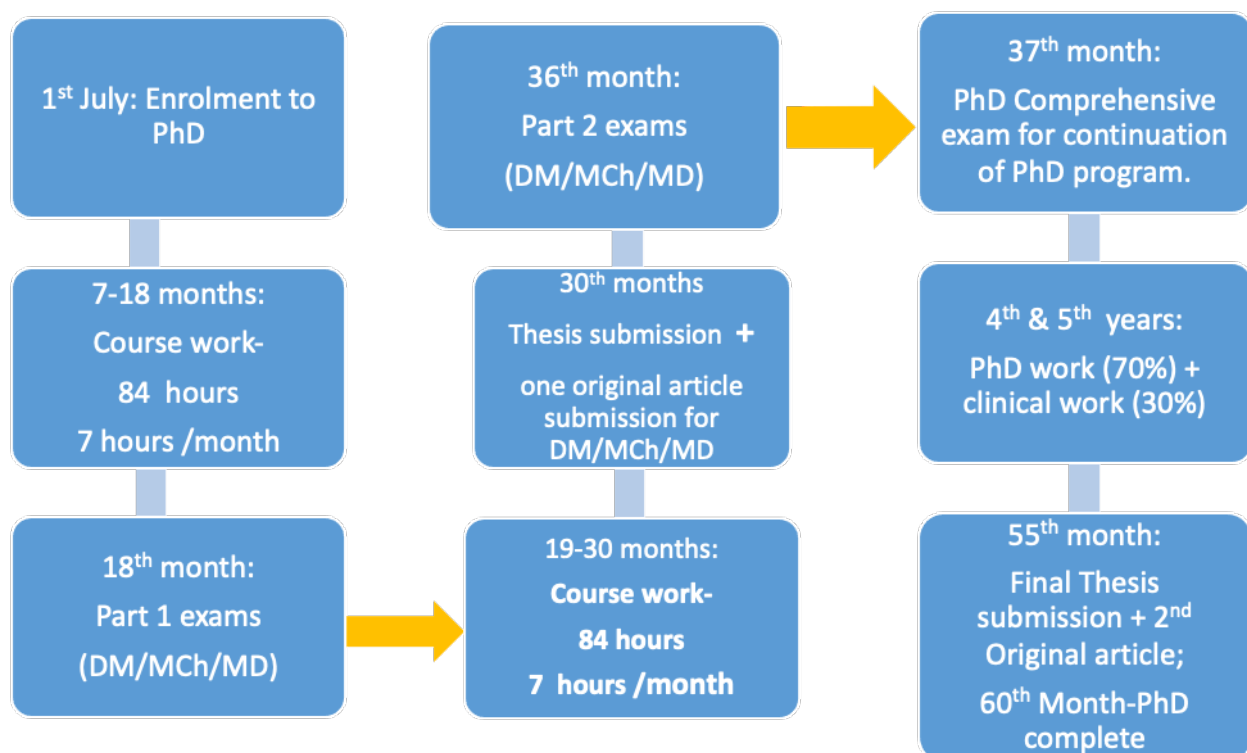 1st July: Enrolment to
PhD
7-18 months:
Course work-
84 hours
7 hours /month
18th month:
Part 1 exams
(DM/MCh/MD)
19-30 months:
Course work-
84 hours
7 hours /month
30th months
Thesis submission +
one original article
submission for
DM/MCh/MD
36th month:
Part 2 exams
(DM/MCh/MD)
37th month:
PhD Comprehensive
exam for continuation
of PhD program.
4th & 5th years:
PhD work (70%) +
clinical work (30%)
55th month:
Final Thesis
submission + 2nd
Original article;
60th Month-PhD
complete